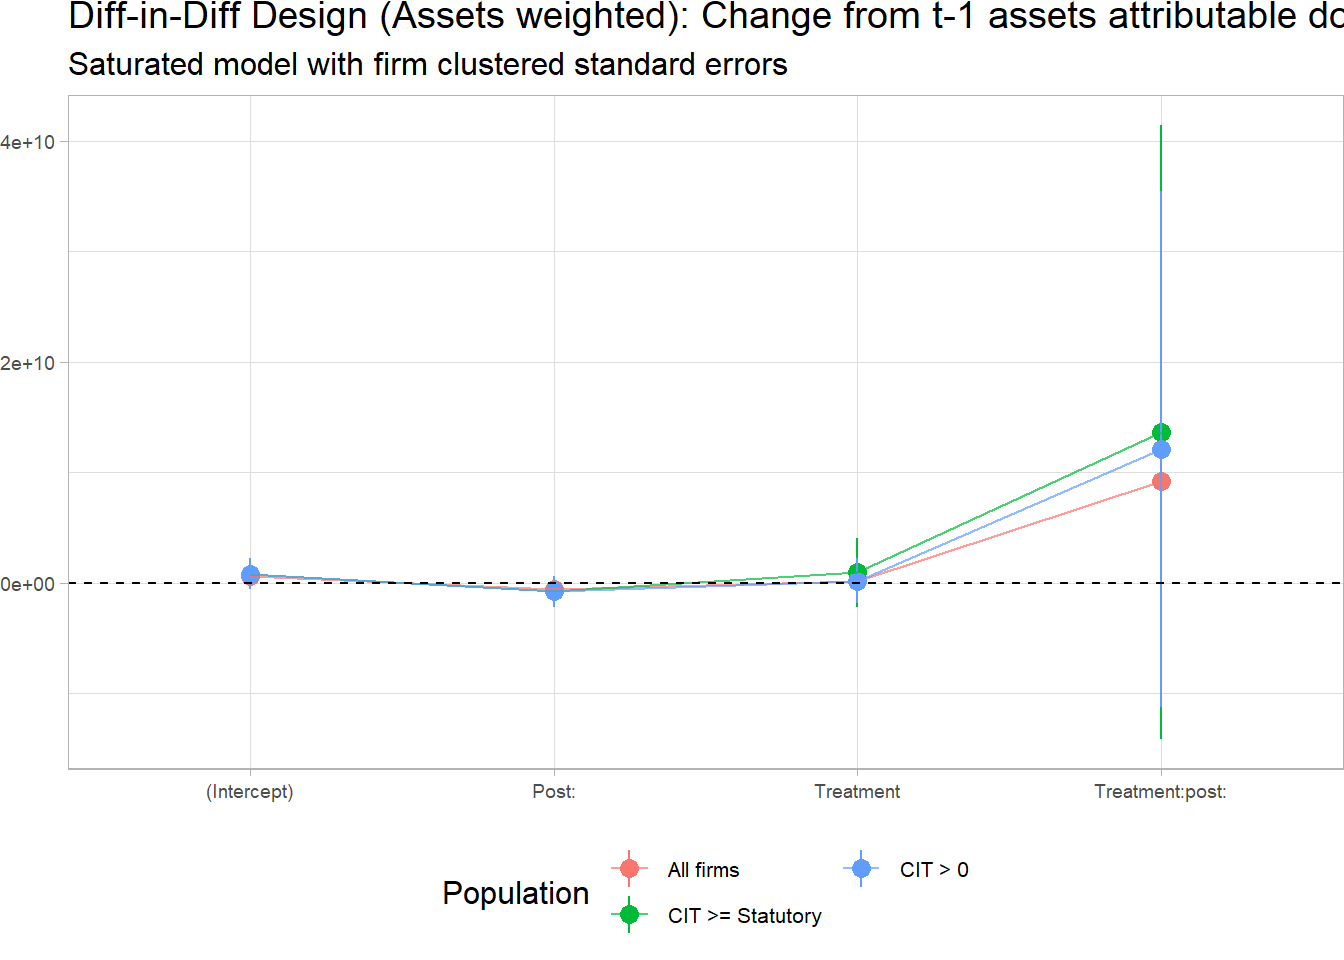 Diff-in-Diff Design (Assets weighted): Change from t-1 assets attributable
Saturated model with firm clustered standard errors
4e+10
2e+10
0e+00
(Intercept) Post: Treatment Treatment:post:
Population
All firms
CIT > 0
CIT >= Statutory